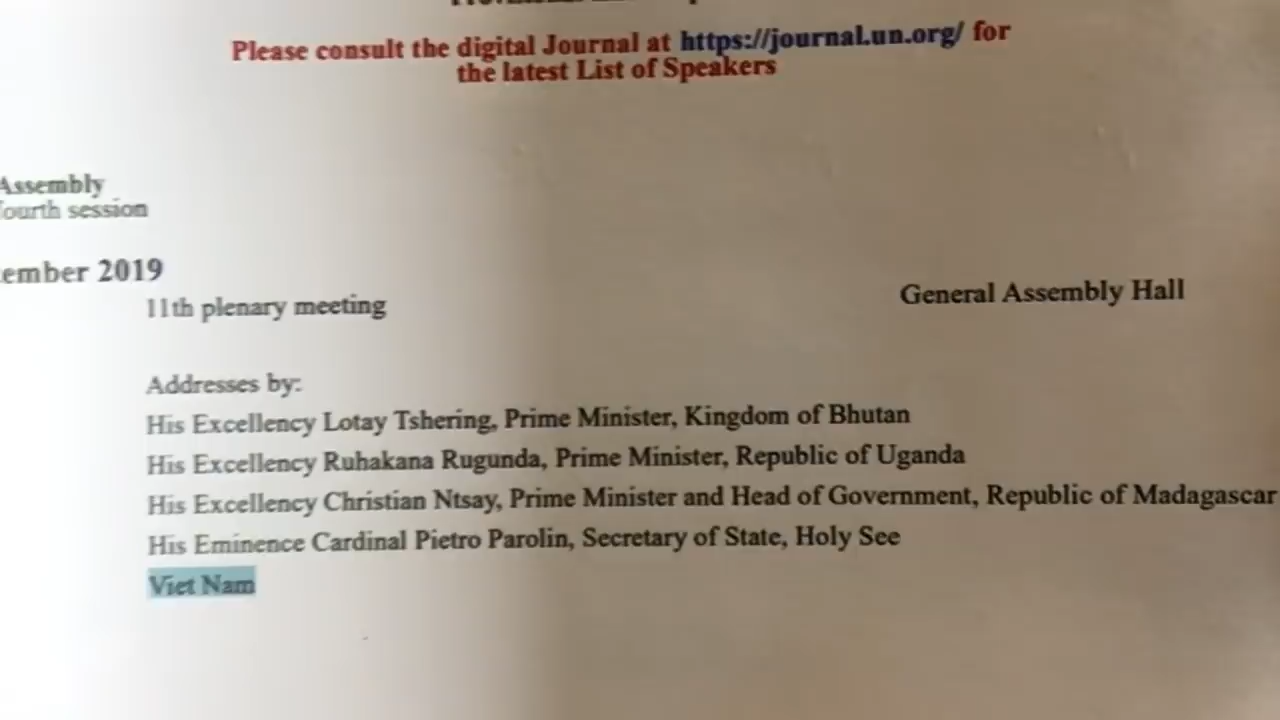 Please consult the digital Journal at https://journal.un.org/ for
the latest List of Speakers
Assembly
fourth session
ember 2019
11th plenary meeting
General Assembly Hall
Addresses by:
His Excellency Lotay Tshering, Prime Minister, Kingdom of Bhutan
His Excellency Ruhakana Rugunda, Prime Minister, Republic of Uganda
His Excellency Christian Ntsay, Prime Minister and Head of Government, Republic of Madagascar
His Eminence Cardinal Pietro Parolin, Secretary of State, Holy See
Viet Nam